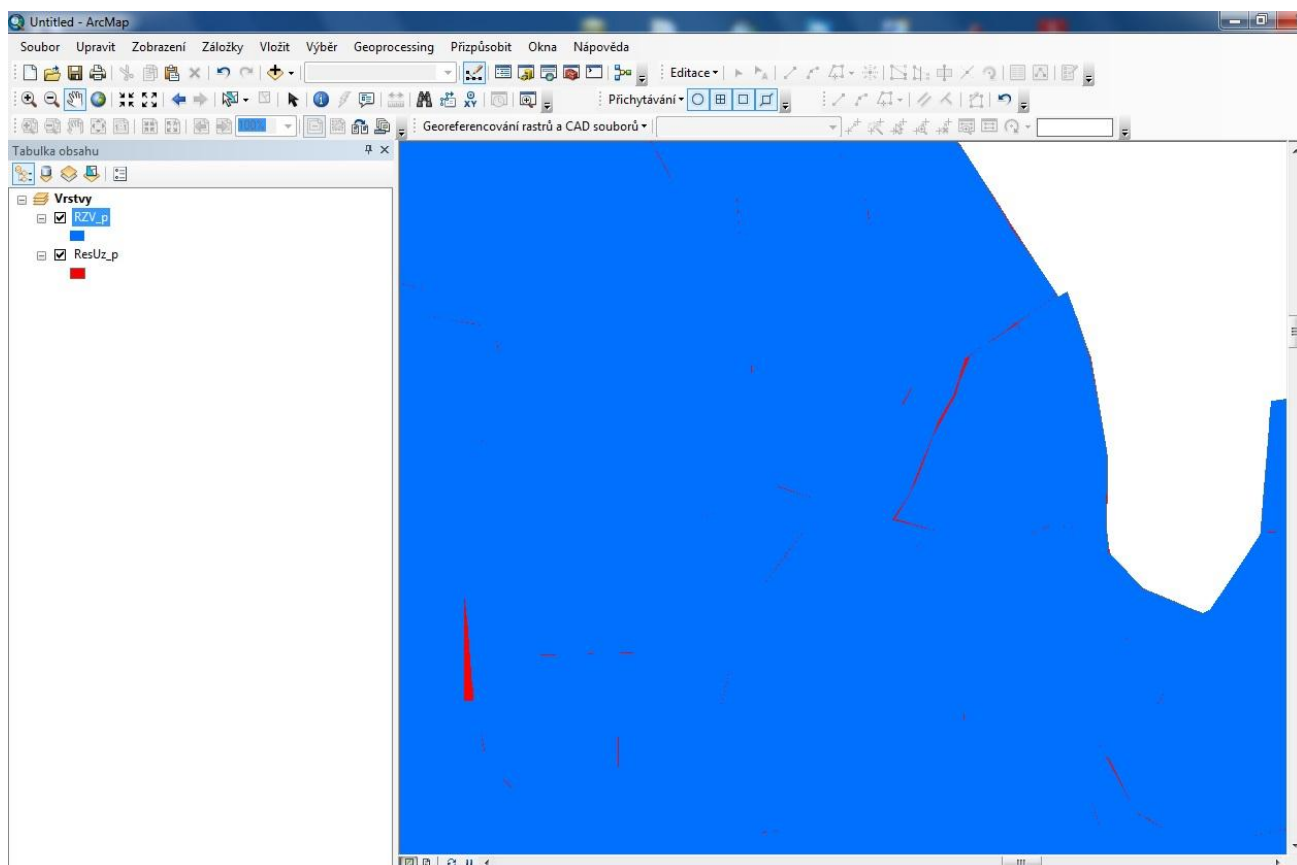 Untitled - ArcMap
Soubor Upravit Zobrazení Záložky Vložit Výběr Geoprocessing Přizpůsobit Okna Nápověda
Editace
Přichytávání
100%
Georeferencování rastrů a CAD souborů
Tabulka obsahu
Vrstvy
RZV_p
ResUz_p